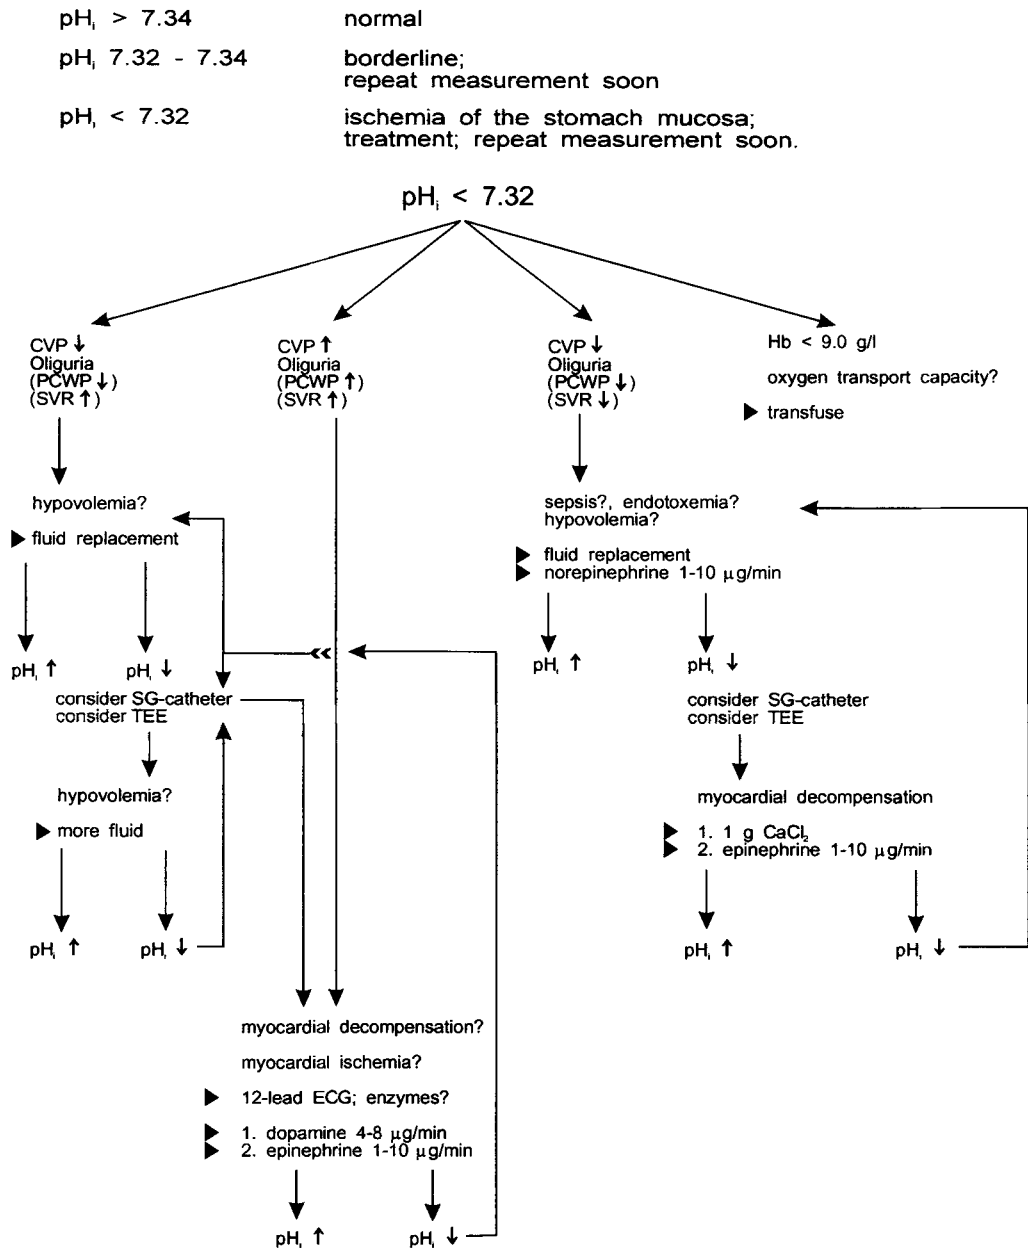 pHi > 7.34 normal
pHi 7.32 - 7.34 borderline;
repeat measurement soon
pHi < 7.32 ischemia of the stomach mucosa;
treatment; repeat measurement soon.
pHi < 7.32
CVP ↓
Oliguria
(PCWP ↓)
(SVR ↑)
hypovolemia?
▶ fluid replacement
pHi ↑ pHi ↓
consider SG-catheter
consider TEE
hypovolemia?
▶ more fluid
pHi ↑ pHi ↓
CVP ↑
Oliguria
(PCWP ↑)
(SVR ↑)
myocardial decompensation?
myocardial ischemia?
▶ 12-lead ECG; enzymes?
▶ 1. dopamine 4-8 μg/min
▶ 2. epinephrine 1-10 μg/min
pHi ↑ pHi ↓
CVP ↓
Oliguria
(PCWP ↓)
(SVR ↓)
sepsis?, endotoxemia?
hypovolemia?
▶ fluid replacement
▶ norepinephrine 1-10 μg/min
pHi ↑ pHi ↓
consider SG-catheter
consider TEE
myocardial decompensation
▶ 1. 1 g CaCl2
▶ 2. epinephrine 1-10 μg/min
pHi ↑ pHi ↓
Hb < 9.0 g/l
oxygen transport capacity?
▶ transfuse